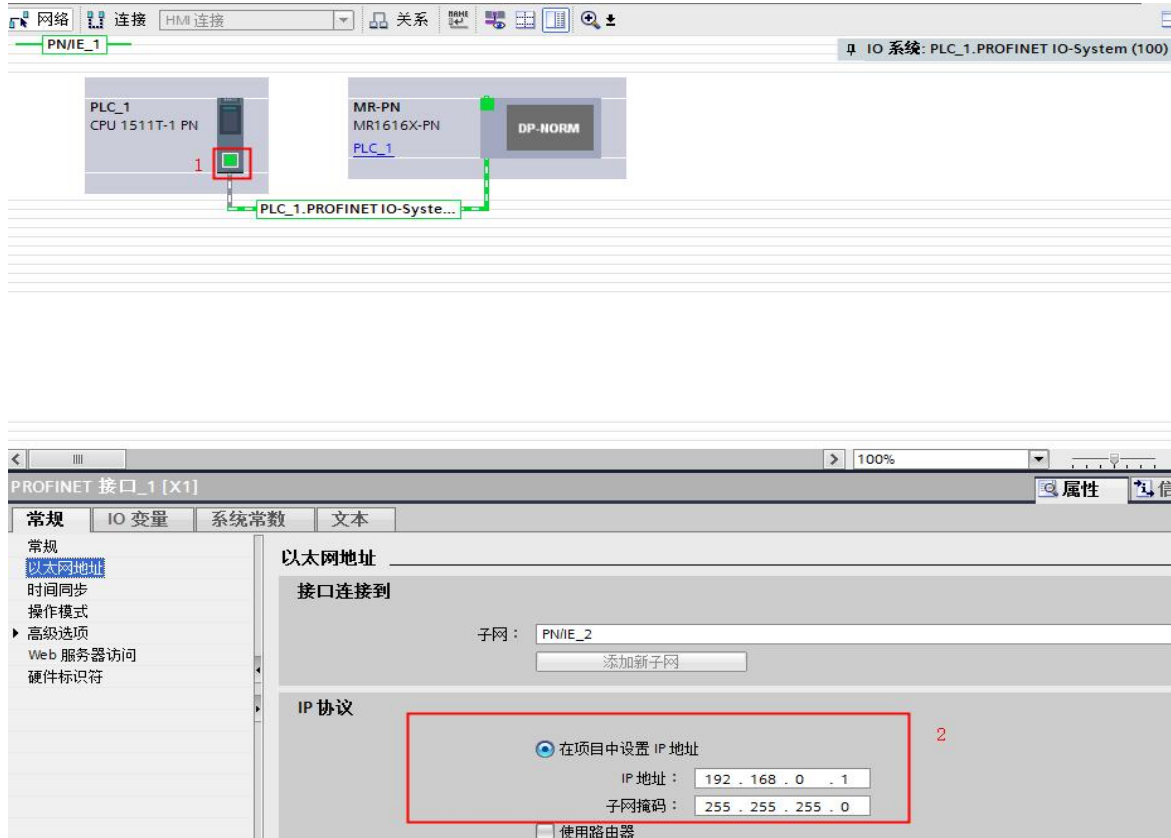 网络 连接 HMI 连接 关系
PN/IE_1
IO 系统: PLC_1.PROFINET IO-System (100)
PLC_1
CPU 1511T-1 PN
1
MR-PN
MR1616X-PN
PLC_1
DP-NORM
PLC_1.PROFINET IO-Syste...
100%
PROFINET 接口_1 [X1]
属性
常规 IO 变量 系统常数 文本
常规
以太网地址
时间同步
操作模式
高级选项
Web 服务器访问
硬件标识符
以太网地址
接口连接到
子网：
PN/IE_2
添加新子网
IP 协议
2
在项目中设置 IP 地址
IP 地址： 192 . 168 . 0 . 1
子网掩码： 255 . 255 . 255 . 0
使用路由器